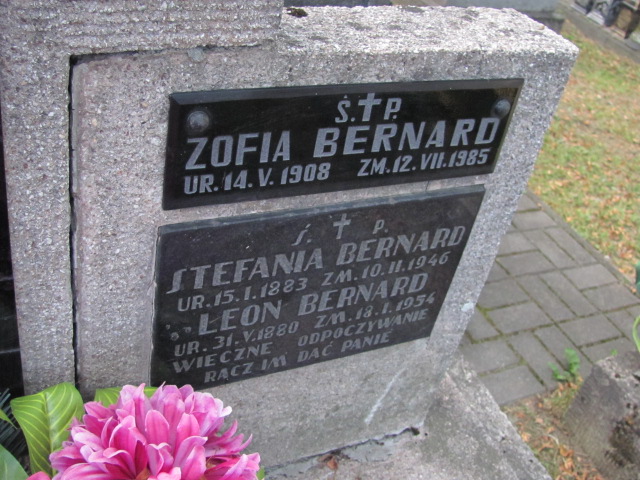 Ś. † P.
ZOFIA BERNARD
UR. 14. V. 1908 ZM. 12. VII. 1985
Ś. † P.
STEFANIA BERNARD
UR. 15. I. 1883 ZM. 10. II. 1946
LEON BERNARD
UR. 31. V. 1880 ZM. 18. I. 1954
WIECZNE ODPOCZYWANIE
RACZ IM DAĆ PANIE